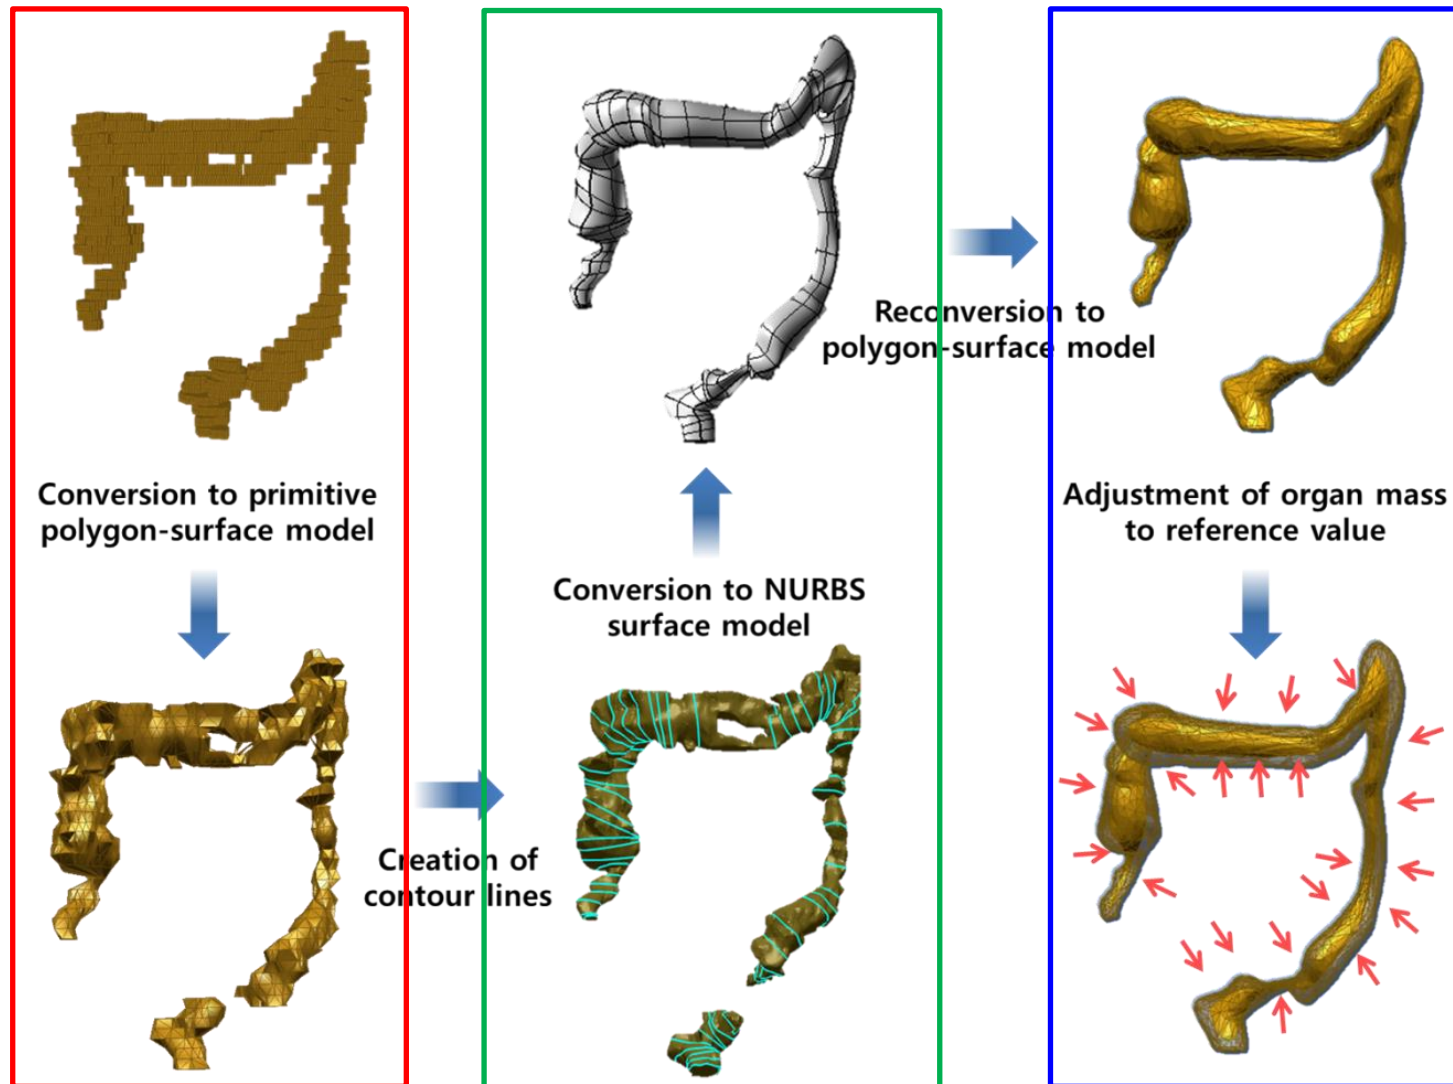 Conversion to primitive
polygon-surface model
Creation of
contour lines
Conversion to NURBS
surface model
Reconversion to
polygon-surface model
Adjustment of organ mass
to reference value